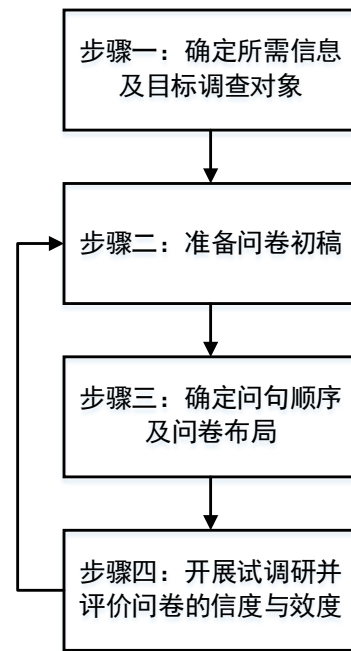 步骤一：确定所需信息
及目标调查对象
步骤二：准备问卷初稿
步骤三：确定问句顺序
及问卷布局
步骤四：开展试调研并
评价问卷的信度与效度